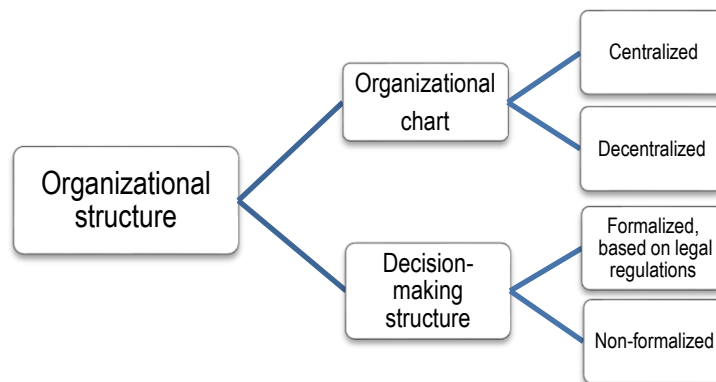 Organizational
structure
Organizational
chart
Centralized
Decentralized
Decision-
making
structure
Formalized,
based on legal
regulations
Non-formalized